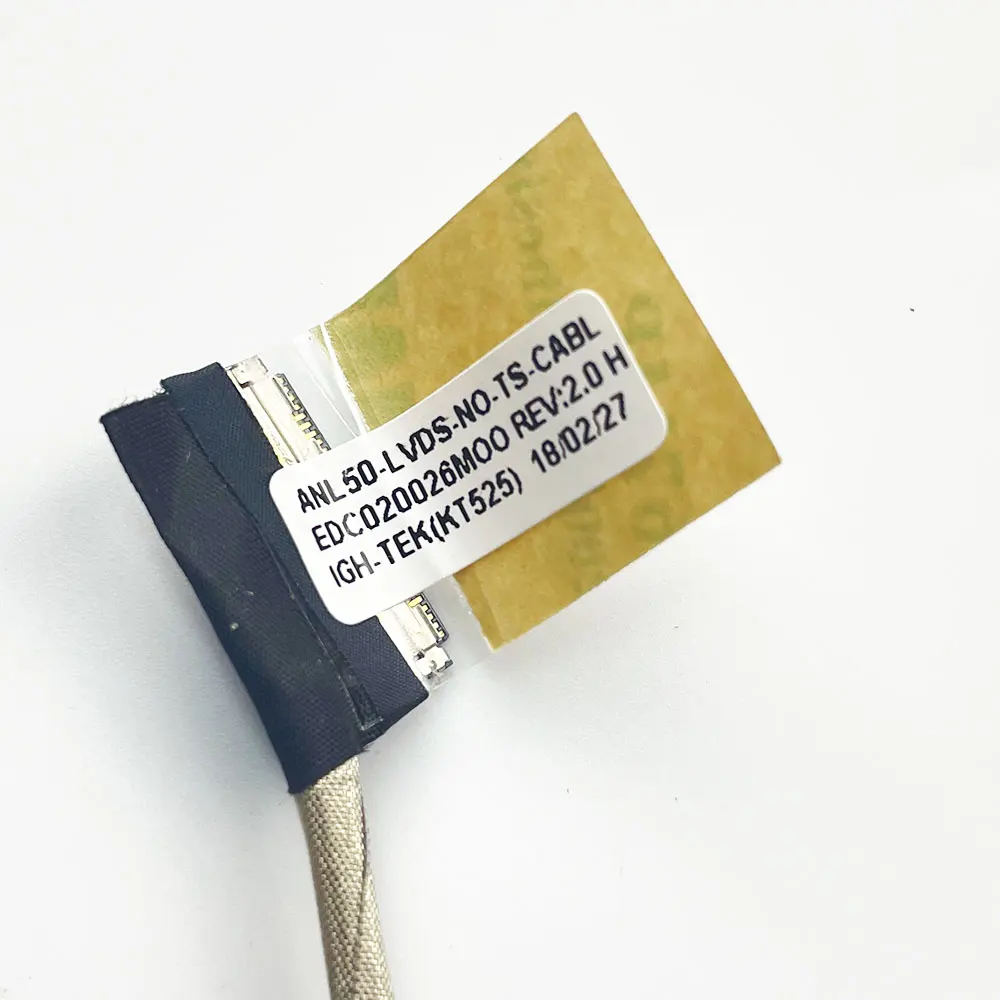 ANL50-LVDS-NO-TS-CABL
EDC020026MOO REV:2.0 H
IGH-TEK(KT525) 18/02/27